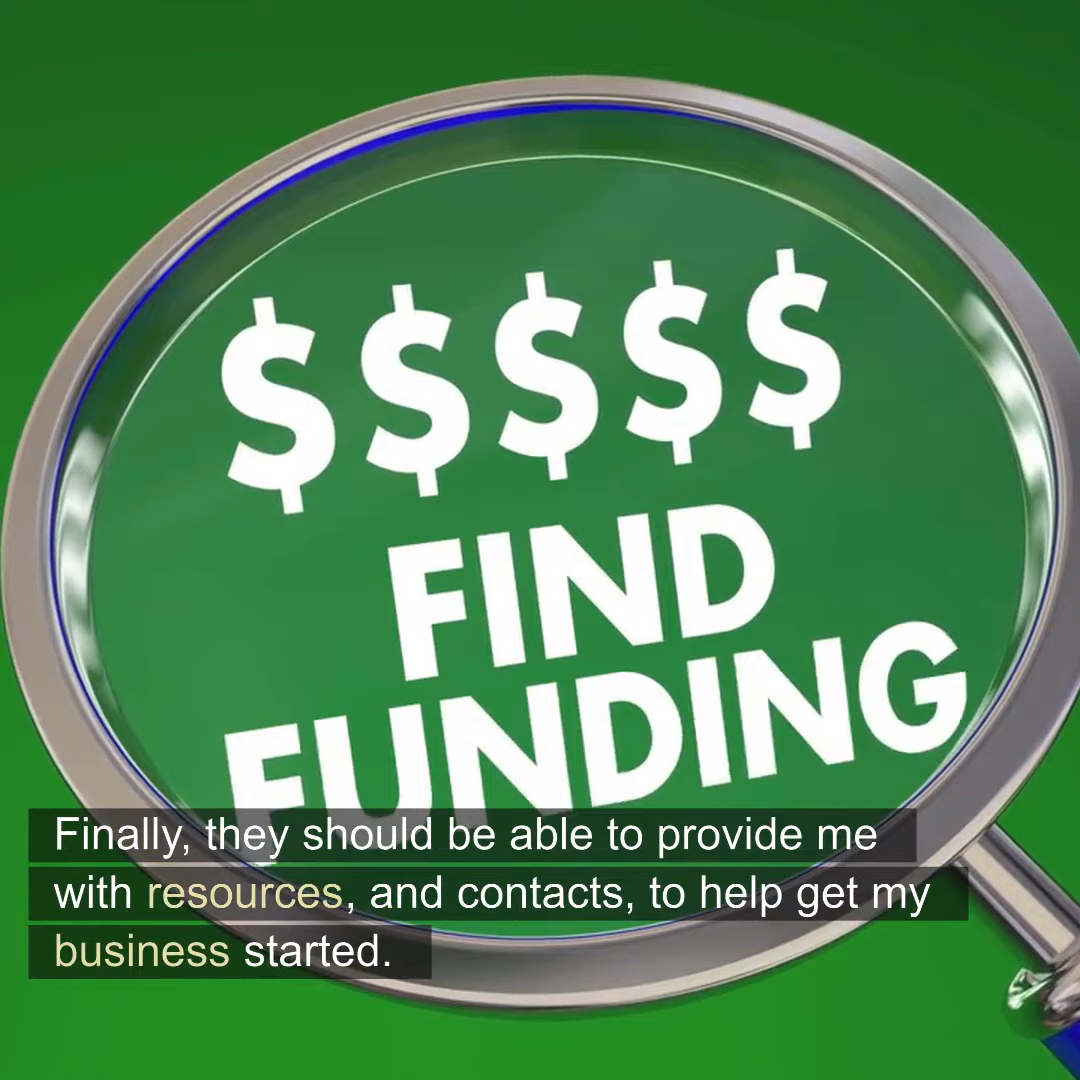 $$$$$
FIND
FUNDING
Finally, they should be able to provide me
with resources, and contacts, to help get my
business started.